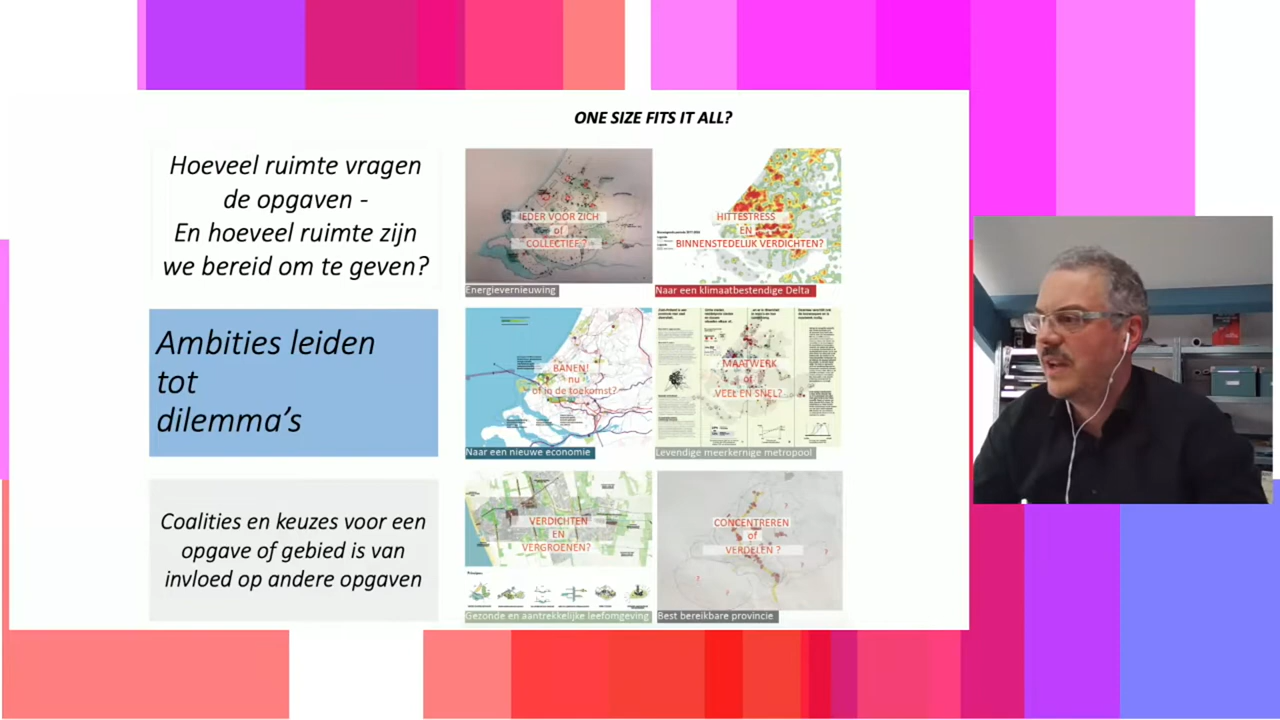 ONE SIZE FITS IT ALL?
Hoeveel ruimte vragen
de opgaven -
En hoeveel ruimte zijn
we bereid om te geven?
Ambities leiden
tot
dilemma's
Coalities en keuzes voor een
opgave of gebied is van
invloed op andere opgaven
IEDER VOOR ZICH
of
COLLECTIEF ?
Energievernieuwing
HITTESTRESS
EN
BINNENSTEDELIJK VERDICHTEN?
Naar een klimaatbestendige Delta
BANEN!
nu
of in de toekomst?
Naar een nieuwe economie
MAATWERK
of
VEEL EN SNEL?
Levendige meerkernige metropool
VERDICHTEN
EN
VERGROENEN?
Gezonde en aantrekkelijke leefomgeving
CONCENTREREN
of
VERDELEN ?
Best bereikbare provincie